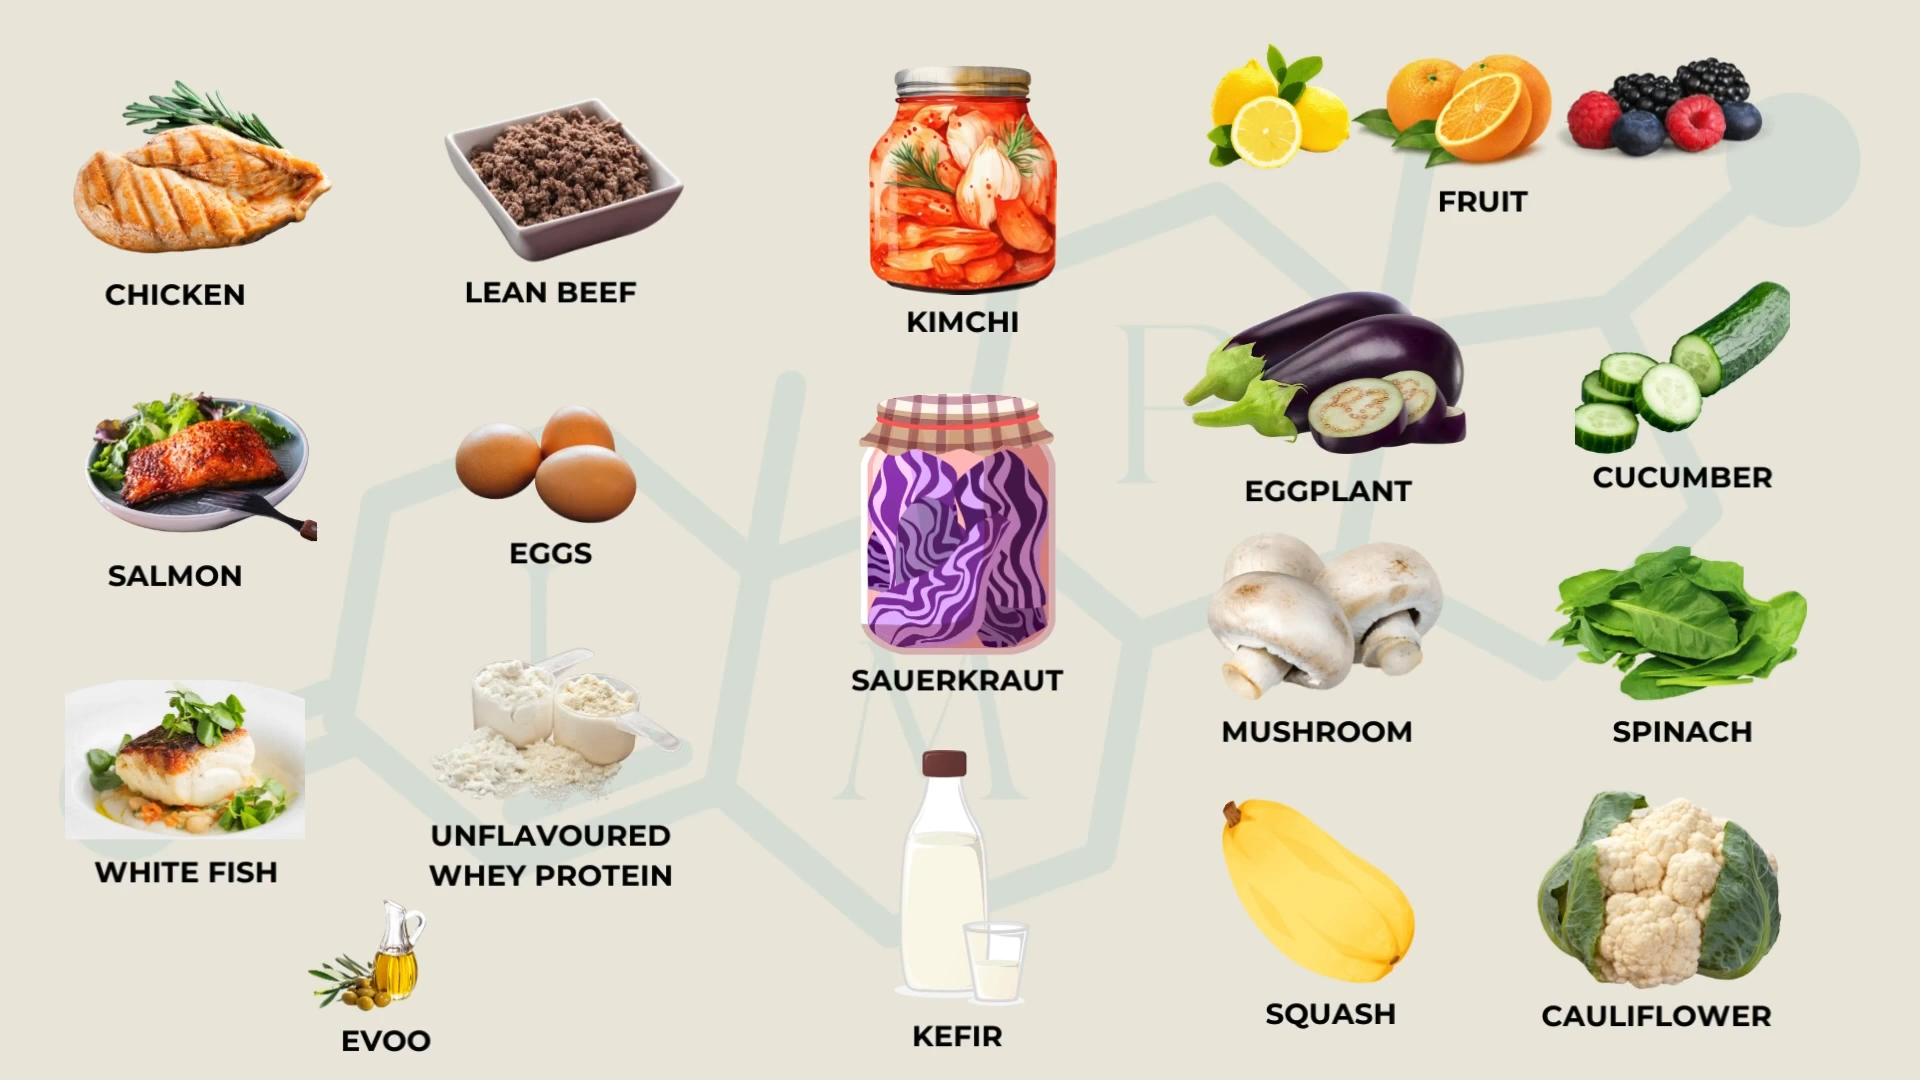 CHICKEN
LEAN BEEF
KIMCHI
FRUIT
SALMON
EGGS
SAUERKRAUT
EGGPLANT
CUCUMBER
WHITE FISH
UNFLAVOURED
WHEY PROTEIN
MUSHROOM
SPINACH
EVOO
KEFIR
SQUASH
CAULIFLOWER
L
M
P